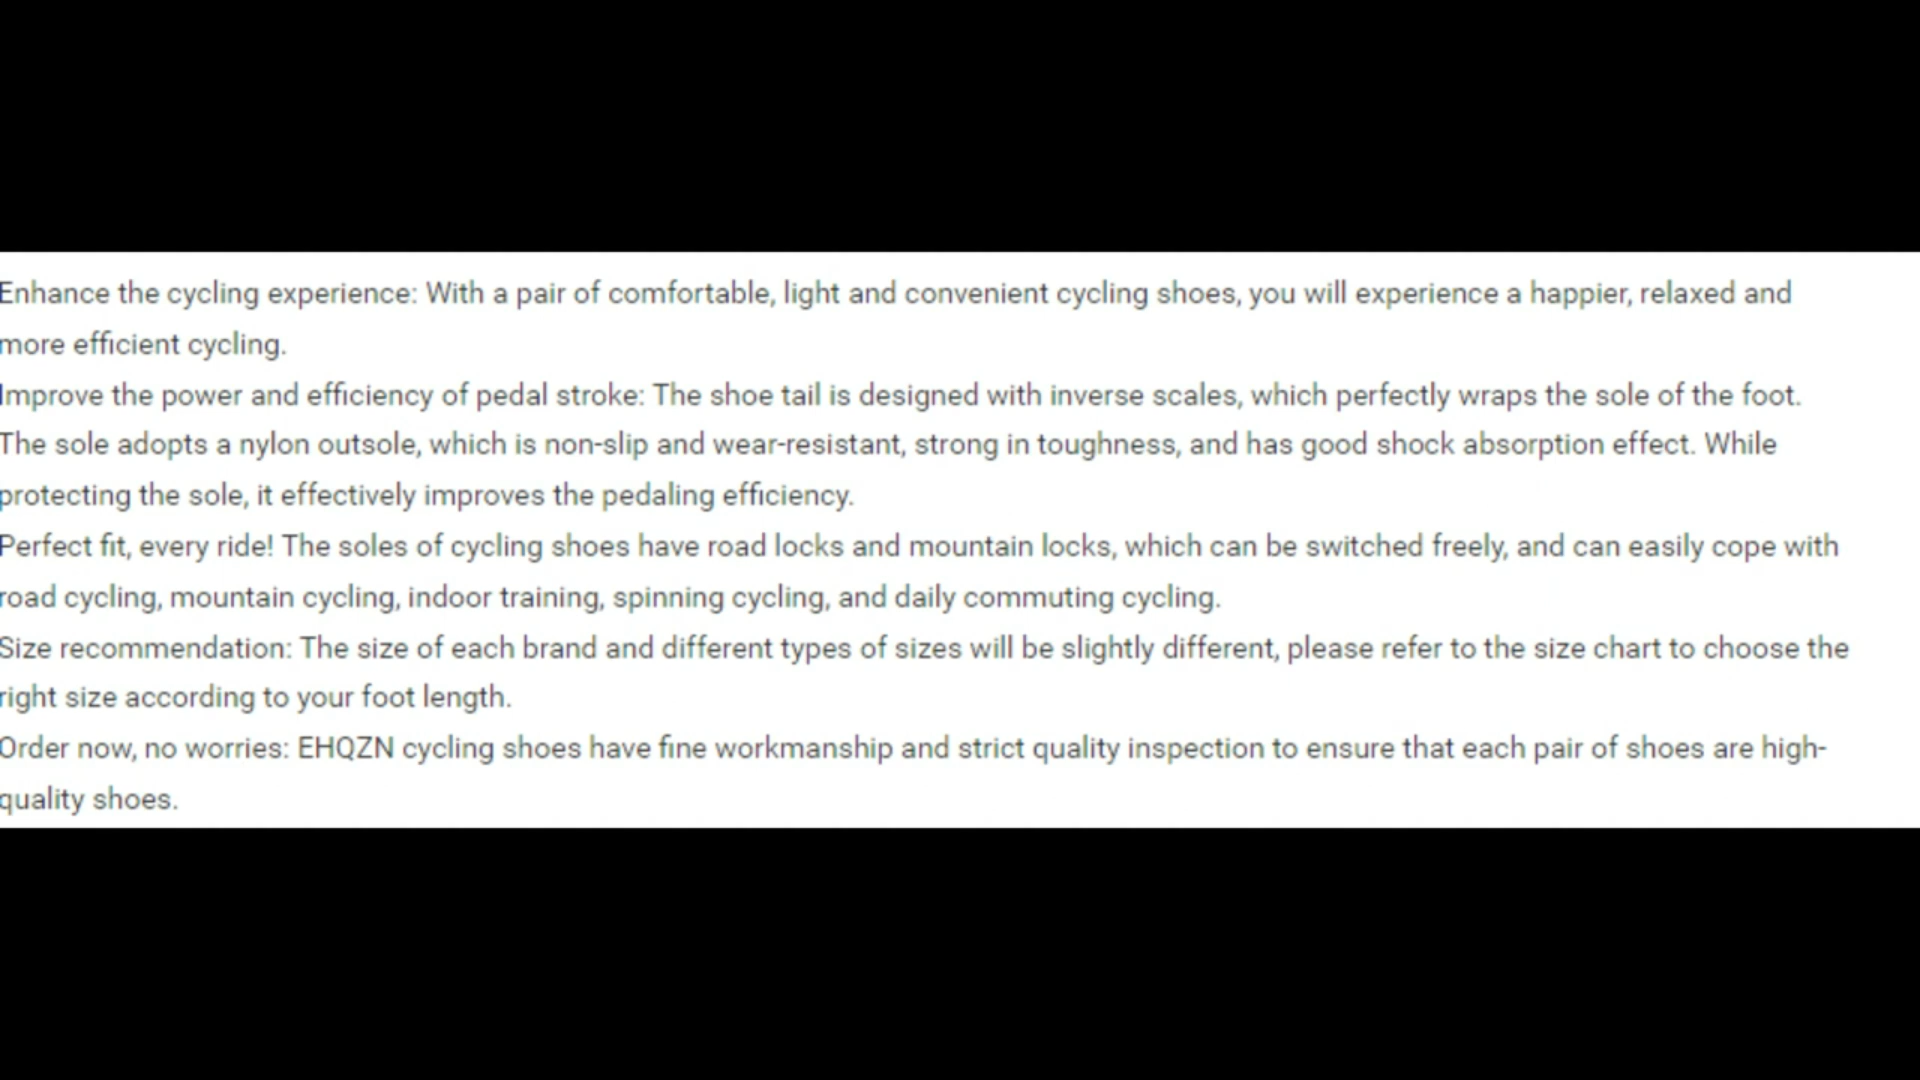 Enhance the cycling experience: With a pair of comfortable, light and convenient cycling shoes, you will experience a happier, relaxed and
more efficient cycling.
Improve the power and efficiency of pedal stroke: The shoe tail is designed with inverse scales, which perfectly wraps the sole of the foot.
The sole adopts a nylon outsole, which is non-slip and wear-resistant, strong in toughness, and has good shock absorption effect. While
protecting the sole, it effectively improves the pedaling efficiency.
Perfect fit, every ride! The soles of cycling shoes have road locks and mountain locks, which can be switched freely, and can easily cope with
road cycling, mountain cycling, indoor training, spinning cycling, and daily commuting cycling.
Size recommendation: The size of each brand and different types of sizes will be slightly different, please refer to the size chart to choose the
right size according to your foot length.
Order now, no worries: EHQZN cycling shoes have fine workmanship and strict quality inspection to ensure that each pair of shoes are high-
quality shoes.